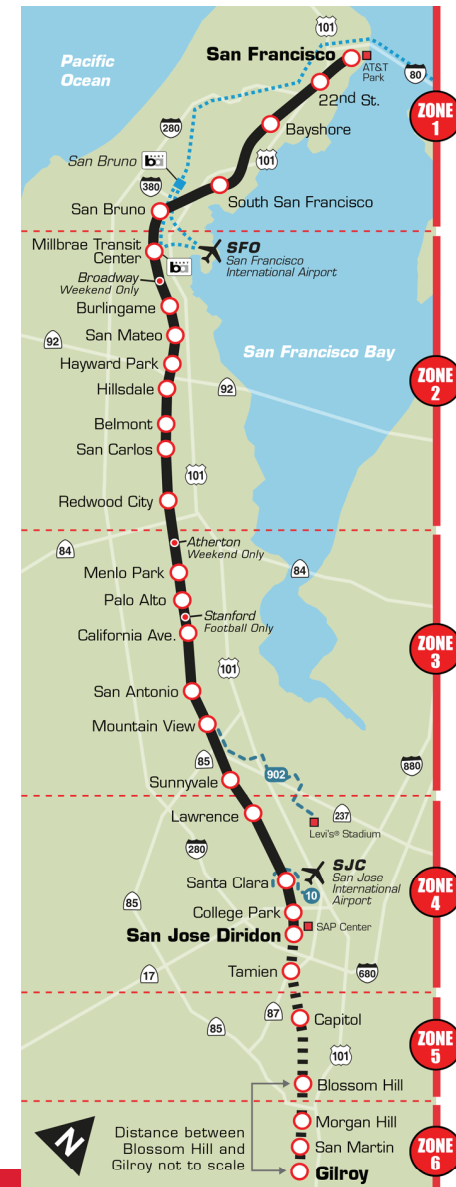 101
Pacific
Ocean
San Francisco
AT&T
Park
80
22nd St.
ZONE
1
280
Bayshore
San Bruno
ba
101
380
South San Francisco
San Bruno
Millbrae Transit
Center
ba
SFO
San Francisco
International Airport
Broadway
Weekend Only
Burlingame
San Mateo
92
San Francisco Bay
Hayward Park
ZONE
2
Hillsdale
92
Belmont
San Carlos
101
Redwood City
Atherton
Weekend Only
84
Menlo Park
84
Palo Alto
Stanford
Football Only
California Ave.
ZONE
3
101
San Antonio
Mountain View
85
880
902
Sunnyvale
Lawrence
237
Levi's® Stadium
280
SJC
San Jose
International
Airport
Santa Clara
10
ZONE
4
85
College Park
SAP Center
San Jose Diridon
Tamien
17
680
87
Capitol
85
ZONE
5
101
Blossom Hill
N
Distance between
Blossom Hill and
Gilroy not to scale
Morgan Hill
San Martin
Gilroy
ZONE
6